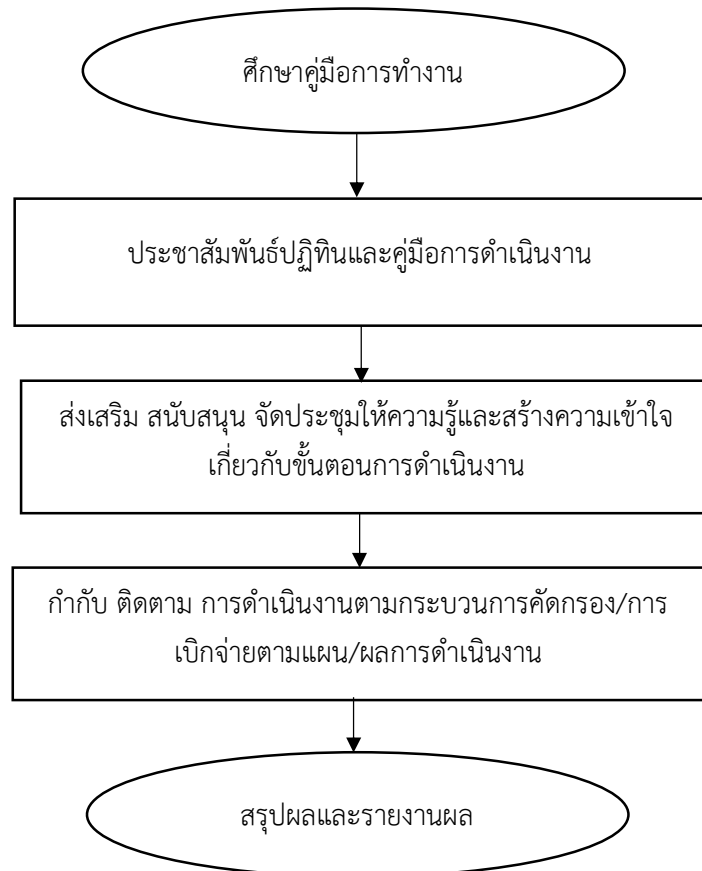 ศึกษาคู่มือการทำงาน
ประชาสัมพันธ์ปฏิทินและคู่มือการดำเนินงาน
ส่งเสริม สนับสนุน จัดประชุมให้ความรู้และสร้างความเข้าใจ
เกี่ยวกับขั้นตอนการดำเนินงาน
กำกับ ติดตาม การดำเนินงานตามกระบวนการคัดกรอง/การ
เบิกจ่ายตามแผน/ผลการดำเนินงาน
สรุปผลและรายงานผล